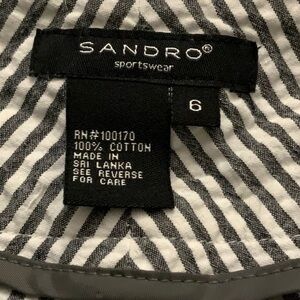 SANDRO®
sportswear
6
RN#100170
100% COTTON
MADE IN
SRI LANKA
SEE REVERSE
FOR CARE